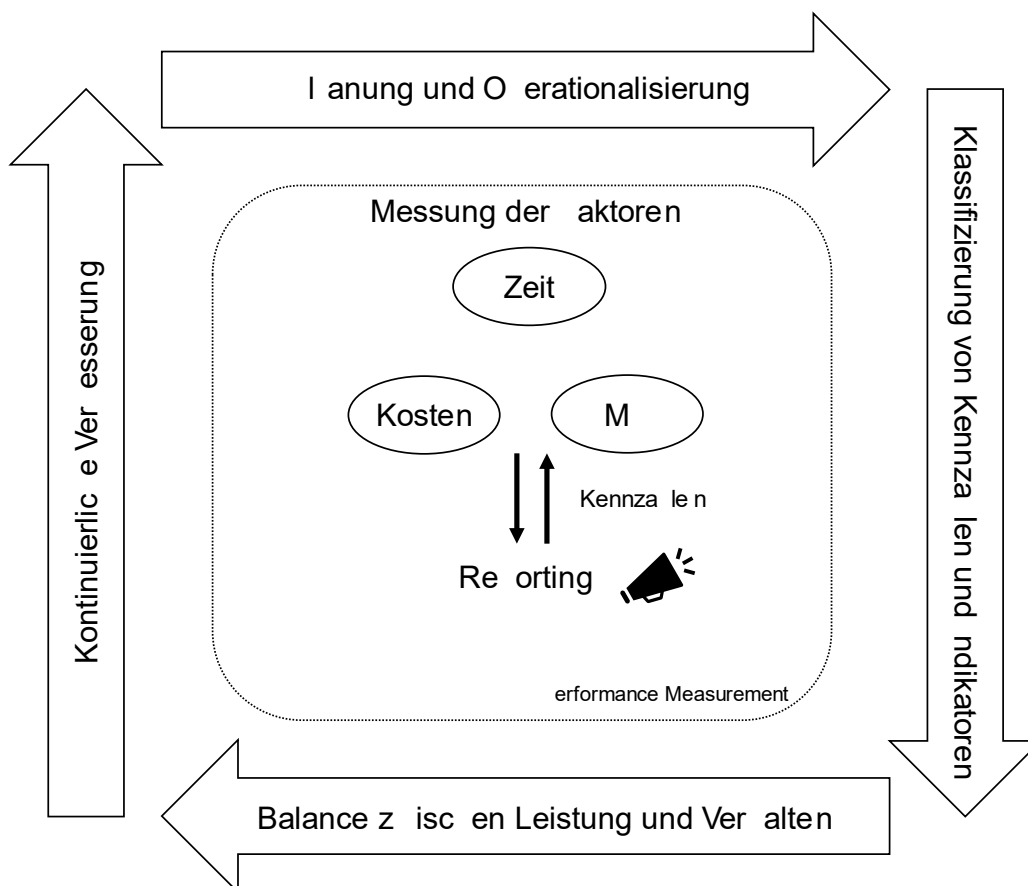 l anung und O erationalisierung
Klassifizierung von Kennza len und ndikatoren
Messung der aktoren
Zeit
Kosten
M
Kennza len
Re orting
erformance Measurement
Kontinuierlic e Ver esserung
Balance z isc en Leistung und Ver alten